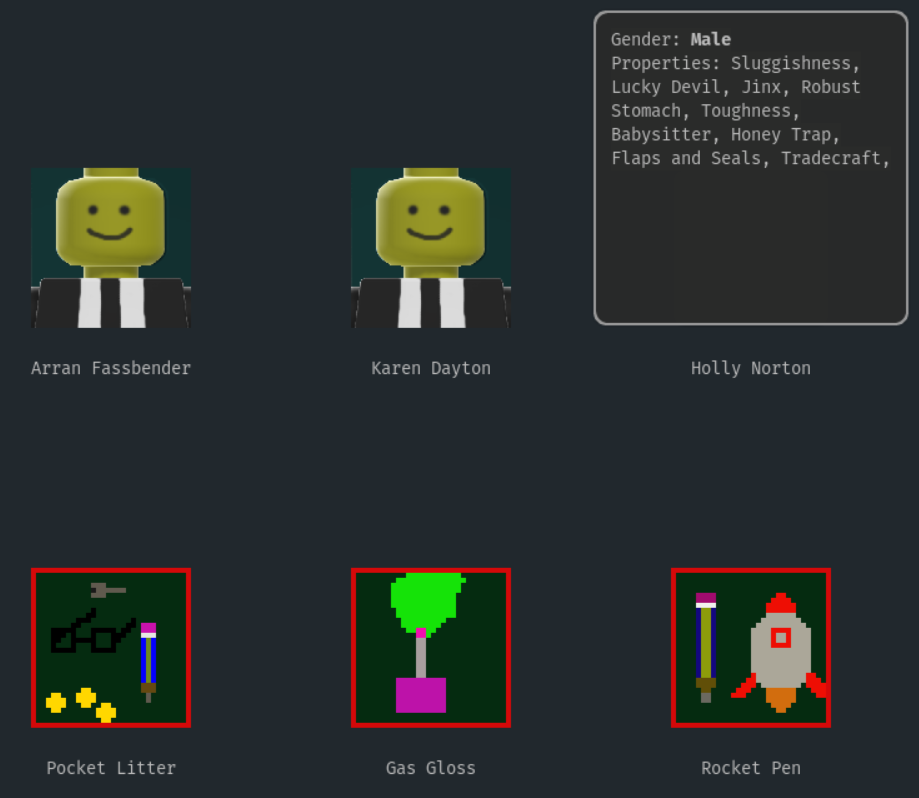 Gender: Male
Properties: Sluggishness,
Lucky Devil, Jinx, Robust
Stomach, Toughness,
Babysitter, Honey Trap,
Flaps and Seals, Tradecraft,
Arran Fassbender
Karen Dayton
Holly Norton
Pocket Litter
Gas Gloss
Rocket Pen